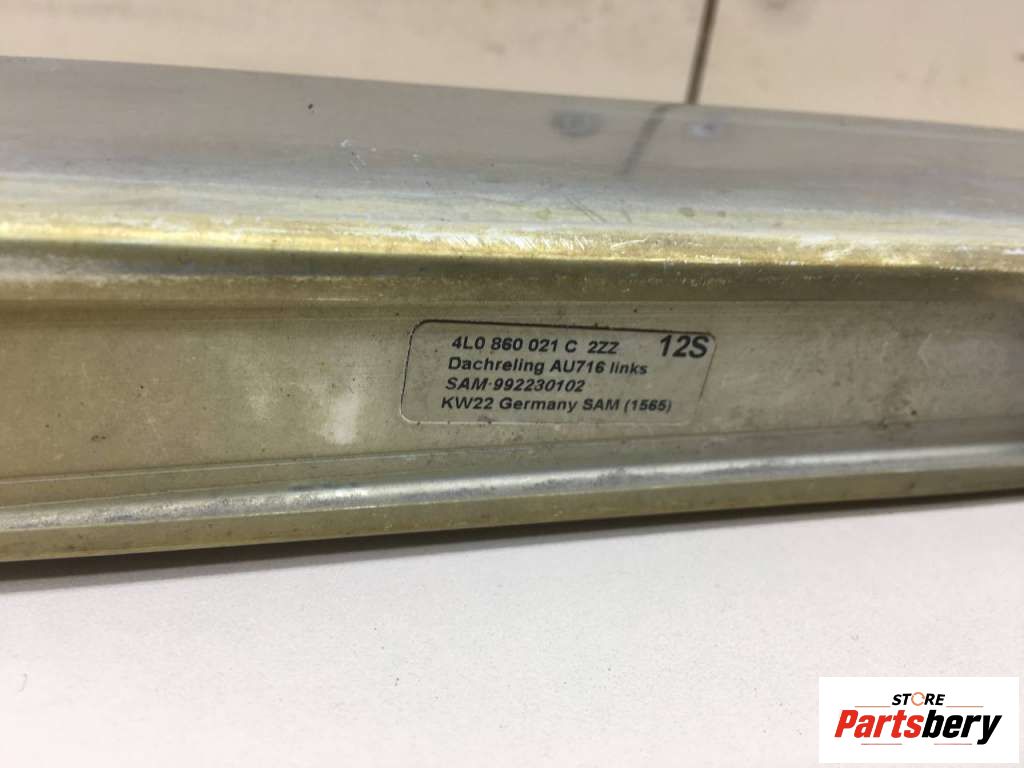 4L0 860 021 C 2ZZ 12S
Dachreling AU716 links
SAM 992230102
KW22 Germany SAM (1565)
STORE
Partsbery